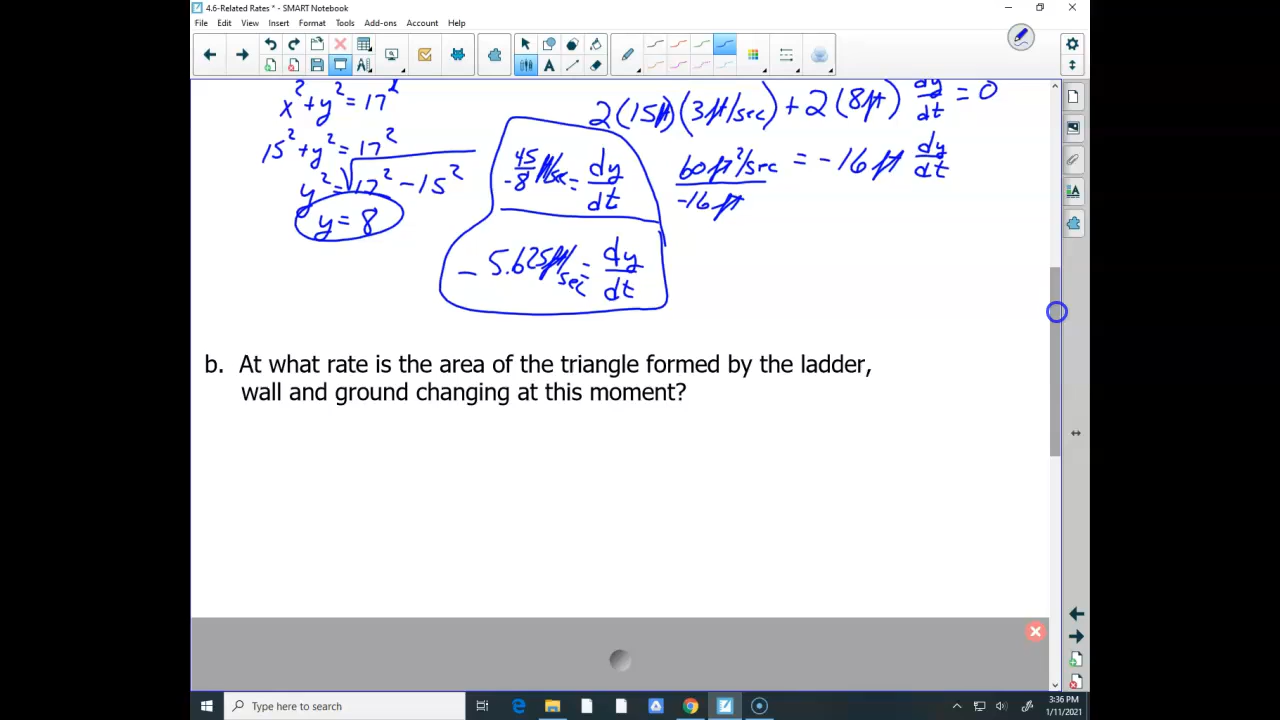 4.6-Related Rates * - SMART Notebook
File Edit View Insert Format Tools Add-ons Account Help
x² + y² = 17²
2(15ft)(3ft/sec) + 2(8ft) dy/dt = 0
15² + y² = 17²
y² = √17² - 15²
y = 8
45/-8 ft/sec = dy/dt
60ft²/sec = -16ft dy/dt
-16ft
-5.625ft/sec = dy/dt
b. At what rate is the area of the triangle formed by the ladder,
wall and ground changing at this moment?
Type here to search
3:36 PM
1/11/2021